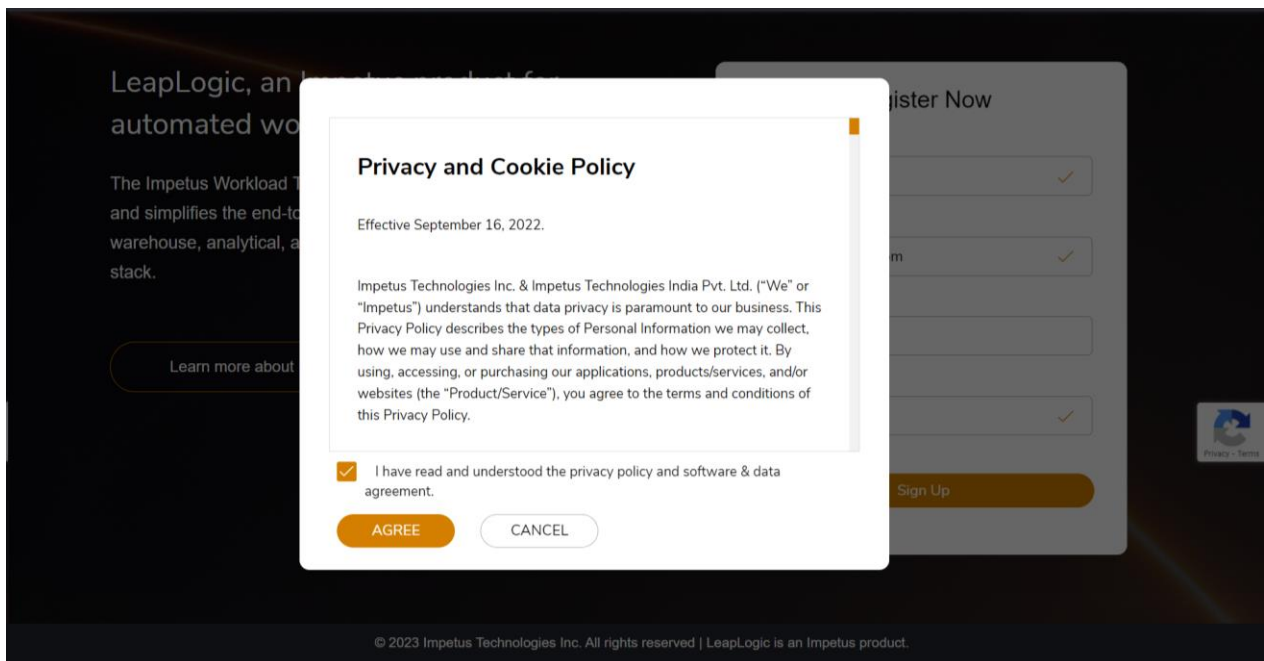 LeapLogic, an
automated wo
The Impetus Workload
and simplifies the end-to
warehouse, analytical, a
stack.
Learn more about
Privacy and Cookie Policy
Effective September 16, 2022.
Impetus Technologies Inc. & Impetus Technologies India Pvt. Ltd. (“We” or
“Impetus”) understands that data privacy is paramount to our business. This
Privacy Policy describes the types of Personal Information we may collect,
how we may use and share that information, and how we protect it. By
using, accessing, or purchasing our applications, products/services, and/or
websites (the “Product/Service”), you agree to the terms and conditions of
this Privacy Policy.
I have read and understood the privacy policy and software & data
agreement.
AGREE
CANCEL
gister Now
m
Sign Up
Privacy - Terms
© 2023 Impetus Technologies Inc. All rights reserved | LeapLogic is an Impetus product.